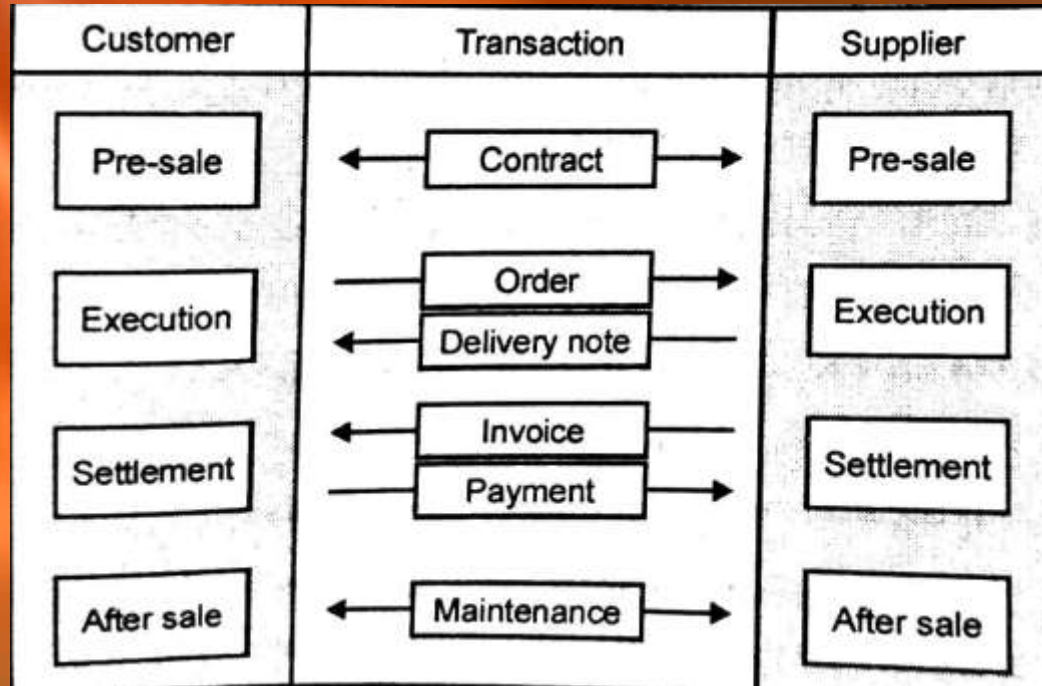 Customer Transaction Supplier
Pre-sale Contract Pre-sale
Order
Execution Delivery note Execution
Invoice
Settlement Payment Settlement
After sale Maintenance After sale